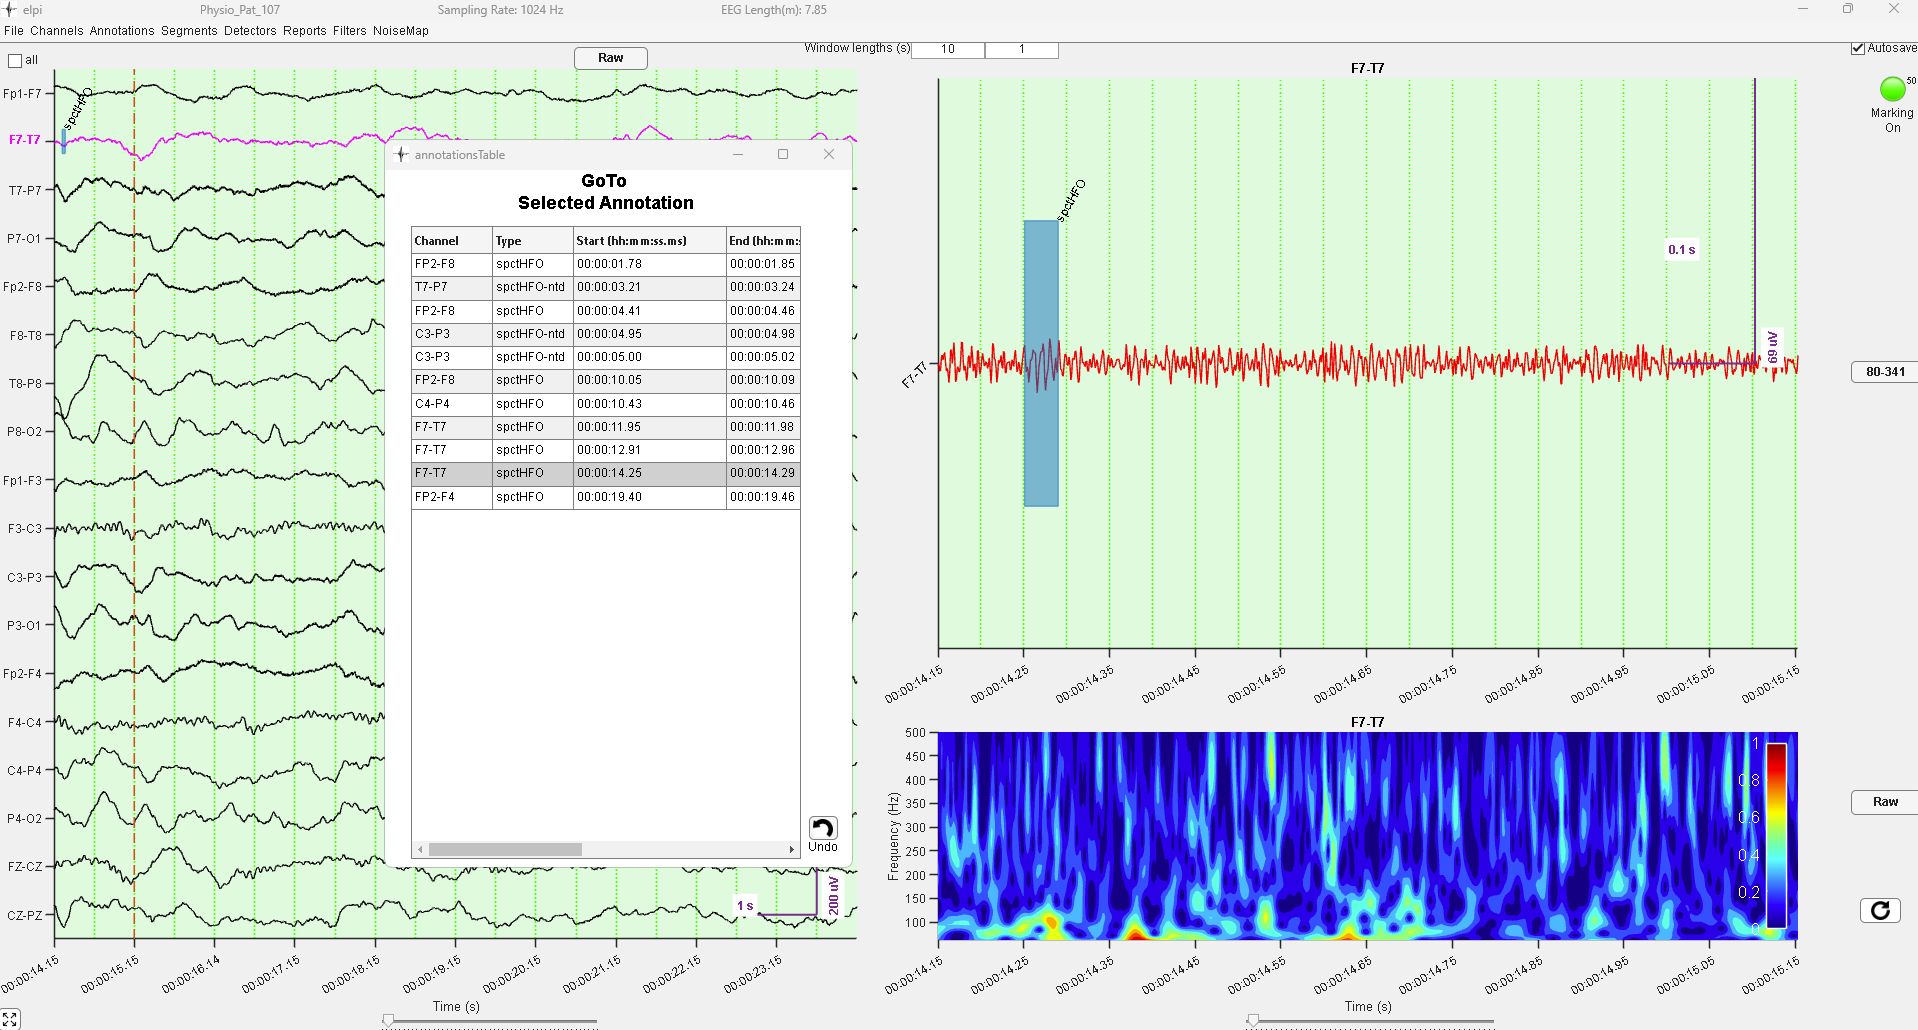 elpi Physio_Pat_107 Sampling Rate: 1024 Hz EEG Length(m): 7.85
File Channels Annotations Segments Detectors Reports Filters NoiseMap
all
Raw
Window lengths (s) 10 1
Autosave
50
Marking
On
Fp1-F7
F7-T7
T7-P7
P7-O1
Fp2-F8
F8-T8
T8-P8
P8-O2
Fp1-F3
F3-C3
C3-P3
P3-O1
Fp2-F4
F4-C4
C4-P4
P4-O2
FZ-CZ
CZ-PZ
spctHFO
1 s
200 uV
00:00:14.15 00:00:15.15 00:00:16.14 00:00:17.15 00:00:18.15 00:00:19.15 00:00:20.15 00:00:21.15 00:00:22.15 00:00:23.15
Time (s)
annotationsTable
GoTo
Selected Annotation
Channel Type Start (hh:mm:ss.ms) End (hh:mm:
FP2-F8 spctHFO 00:00:01.78 00:00:01.85
T7-P7 spctHFO-ntd 00:00:03.21 00:00:03.24
FP2-F8 spctHFO 00:00:04.41 00:00:04.46
C3-P3 spctHFO-ntd 00:00:04.95 00:00:04.98
C3-P3 spctHFO-ntd 00:00:05.00 00:00:05.02
FP2-F8 spctHFO 00:00:10.05 00:00:10.09
C4-P4 spctHFO 00:00:10.43 00:00:10.46
F7-T7 spctHFO 00:00:11.95 00:00:11.98
F7-T7 spctHFO 00:00:12.91 00:00:12.96
F7-T7 spctHFO 00:00:14.25 00:00:14.29
FP2-F4 spctHFO 00:00:19.40 00:00:19.46
Undo
F7-T7
spctHFO
0.1 s
69 uV
F7-T7
80-341
00:00:14.15 00:00:14.25 00:00:14.35 00:00:14.45 00:00:14.55 00:00:14.65 00:00:14.75 00:00:14.85 00:00:14.95 00:00:15.05 00:00:15.15
F7-T7
Frequency (Hz)
500
450
400
350
300
250
200
150
100
1
0.8
0.6
0.4
0.2
0
Raw
00:00:14.15 00:00:14.25 00:00:14.35 00:00:14.45 00:00:14.55 00:00:14.65 00:00:14.75 00:00:14.85 00:00:14.95 00:00:15.05 00:00:15.15
Time (s)